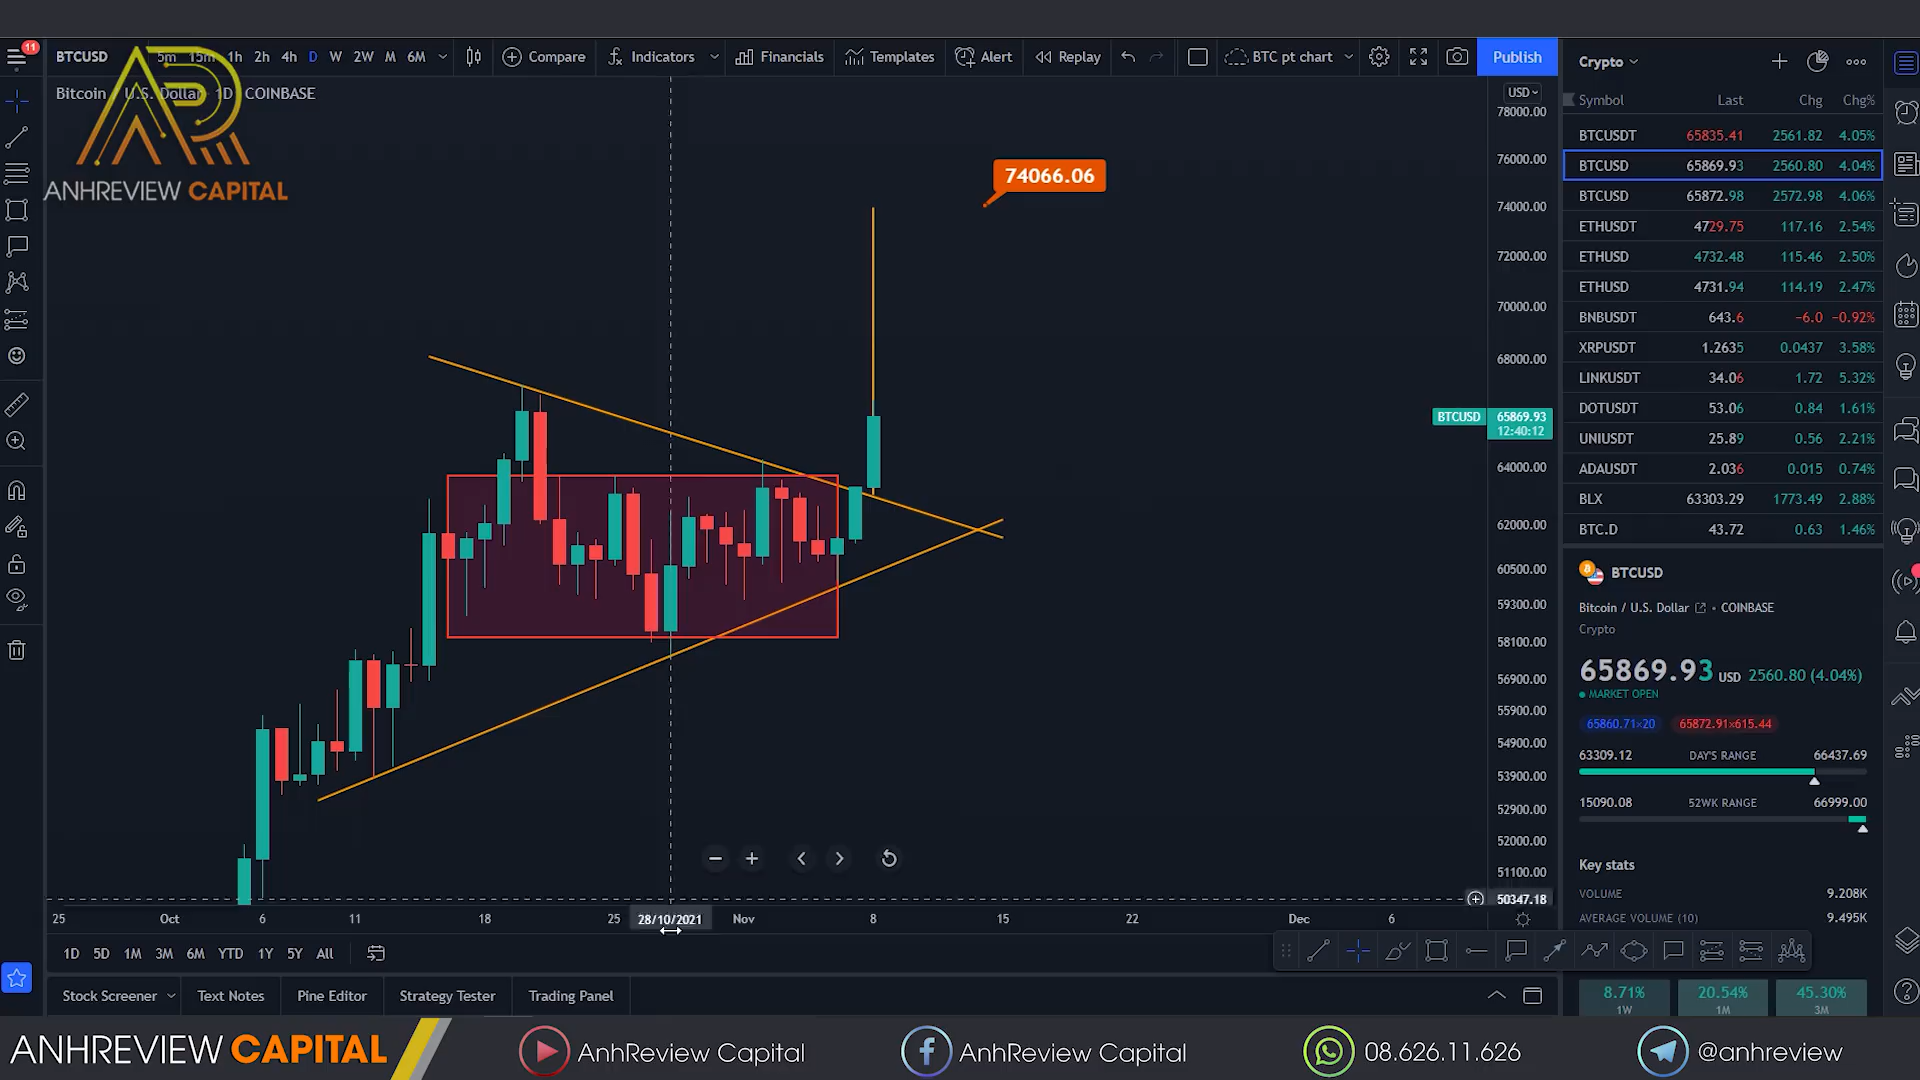 11
BTCUSD 5m 15m 1h 2h 4h D W 2W M 6M Compare Indicators Financials Templates Alert Replay BTC pt chart Publish
Bitcoin / U.S. Dollar 1D COINBASE
ANHREVIEW CAPITAL
74066.06
USD
78000.00
76000.00
74000.00
72000.00
70000.00
68000.00
BTCUSD 65869.93
12:40:12
64000.00
62000.00
60500.00
59300.00
58100.00
56900.00
55900.00
54900.00
53900.00
52900.00
52000.00
51100.00
50347.18
25 Oct 6 11 18 25 28/10/2021 Nov 8 15 22 Dec 6
1D 5D 1M 3M 6M YTD 1Y 5Y All
Stock Screener Text Notes Pine Editor Strategy Tester Trading Panel
Crypto
Symbol Last Chg Chg%
BTCUSDT 65835.41 2561.82 4.05%
BTCUSD 65869.93 2560.80 4.04%
BTCUSD 65872.98 2572.98 4.06%
ETHUSDT 4729.75 117.16 2.54%
ETHUSD 4732.48 115.46 2.50%
ETHUSD 4731.94 114.19 2.47%
BNBUSDT 643.6 −6.0 −0.92%
XRPUSDT 1.2635 0.0437 3.58%
LINKUSDT 34.06 1.72 5.32%
DOTUSDT 53.06 0.84 1.61%
UNIUSDT 25.89 0.56 2.21%
ADAUSDT 2.036 0.015 0.74%
BLX 63303.29 1773.49 2.88%
BTC.D 43.72 0.63 1.46%
BTCUSD
Bitcoin / U.S. Dollar • COINBASE
Crypto
65869.93 USD 2560.80 (4.04%)
MARKET OPEN
65860.71×20 65872.91×615.44
63309.12 DAY'S RANGE 66437.69
15090.08 52WK RANGE 66999.00
Key stats
VOLUME 9.208K
AVERAGE VOLUME (10) 9.495K
8.71% 20.54% 45.30%
1W 1M 3M
ANHREVIEW CAPITAL AnhReview Capital AnhReview Capital 08.626.11.626 @anhreview